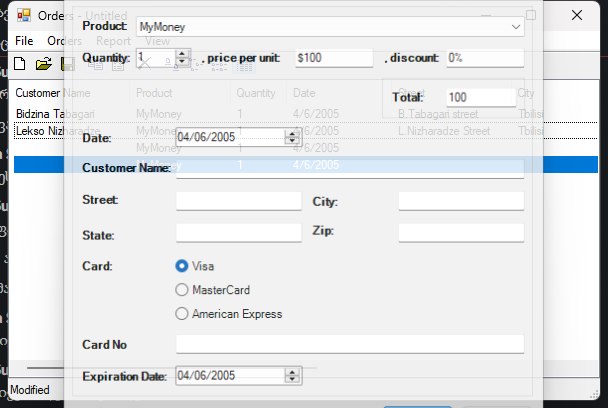 Orders - Untitled
File Orders Report View
Product: MyMoney
Quantity: 1 , price per unit: $100 , discount: 0%
Total: 100
Customer Name Product Quantity Date Street City
Bidzina Tabagari MyMoney 1 4/6/2005 B.Tabagari street Tbilisi
Lekso Nizharadze MyMoney 1 4/6/2005 L.Nizharadze Street Tbilisi
MyMoney 1 4/6/2005
MyMoney 1 4/6/2005
Date: 04/06/2005
Customer Name:
Street: City:
State: Zip:
Card: Visa
MasterCard
American Express
Card No
Expiration Date: 04/06/2005
Modified